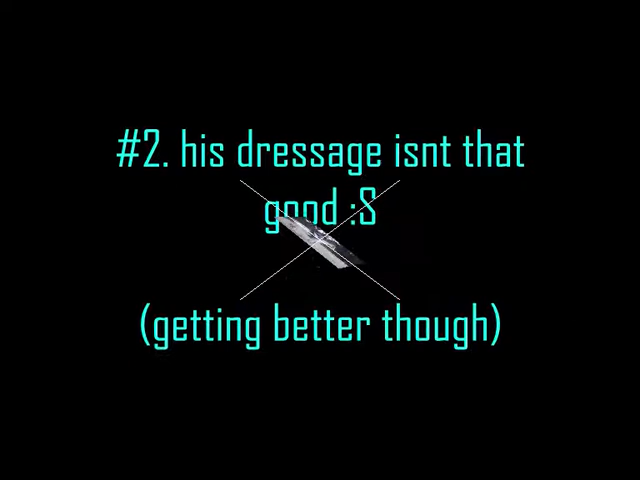 #2. his dressage isnt that
good :S
(getting better though)